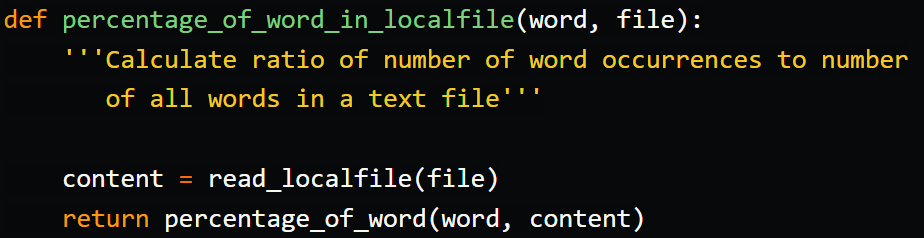 def percentage_of_word_in_localfile(word, file):
    '''Calculate ratio of number of word occurrences to number
       of all words in a text file'''
    content = read_localfile(file)
    return percentage_of_word(word, content)